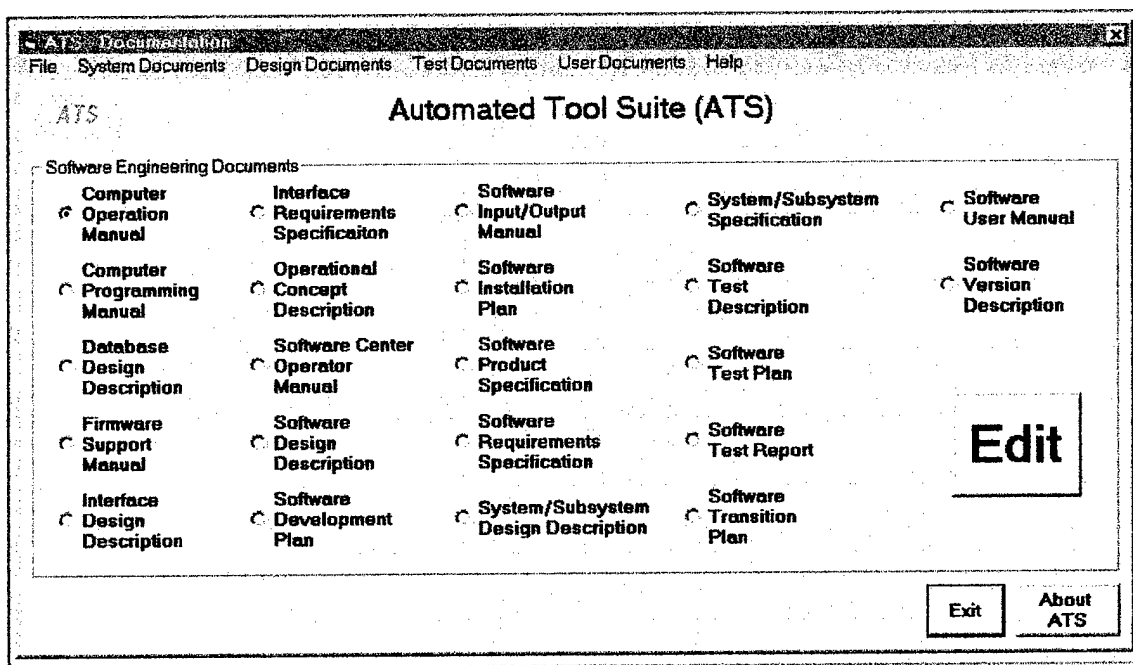 ATS - Documentation
File System Documents Design Documents Test Documents User Documents Help
ATS
Automated Tool Suite (ATS)
Software Engineering Documents
Computer
Operation
Manual
Interface
Requirements
Specificaiton
Software
Input/Output
Manual
System/Subsystem
Specification
Software
User Manual
Computer
Programming
Manual
Operational
Concept
Description
Software
Installation
Plan
Software
Test
Description
Software
Version
Description
Database
Design
Description
Software Center
Operator
Manual
Software
Product
Specification
Software
Test Plan
Firmware
Support
Manual
Software
Design
Description
Software
Requirements
Specification
Software
Test Report
Edit
Interface
Design
Description
Software
Development
Plan
System/Subsystem
Design Description
Software
Transition
Plan
Exit
About
ATS